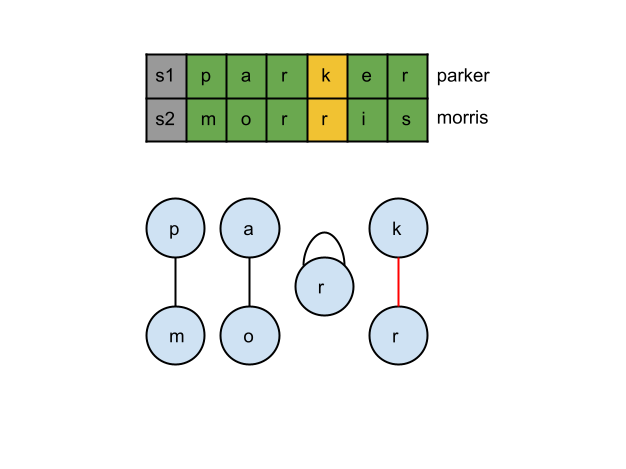 s1 p a r k e r parker
s2 m o r r i s morris
p a k
r
m o r